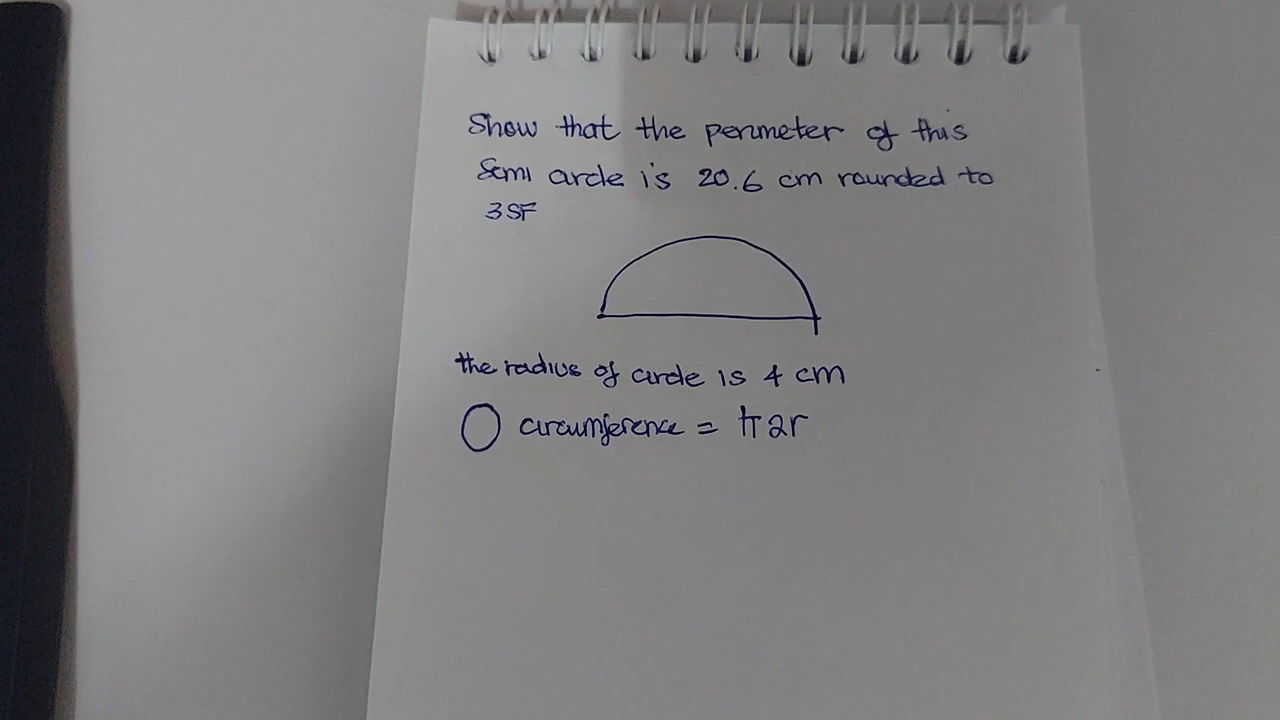 Show that the perimeter of this
Semi circle is 20.6 cm rounded to
3SF
the radius of circle is 4 cm
circumference = π2r